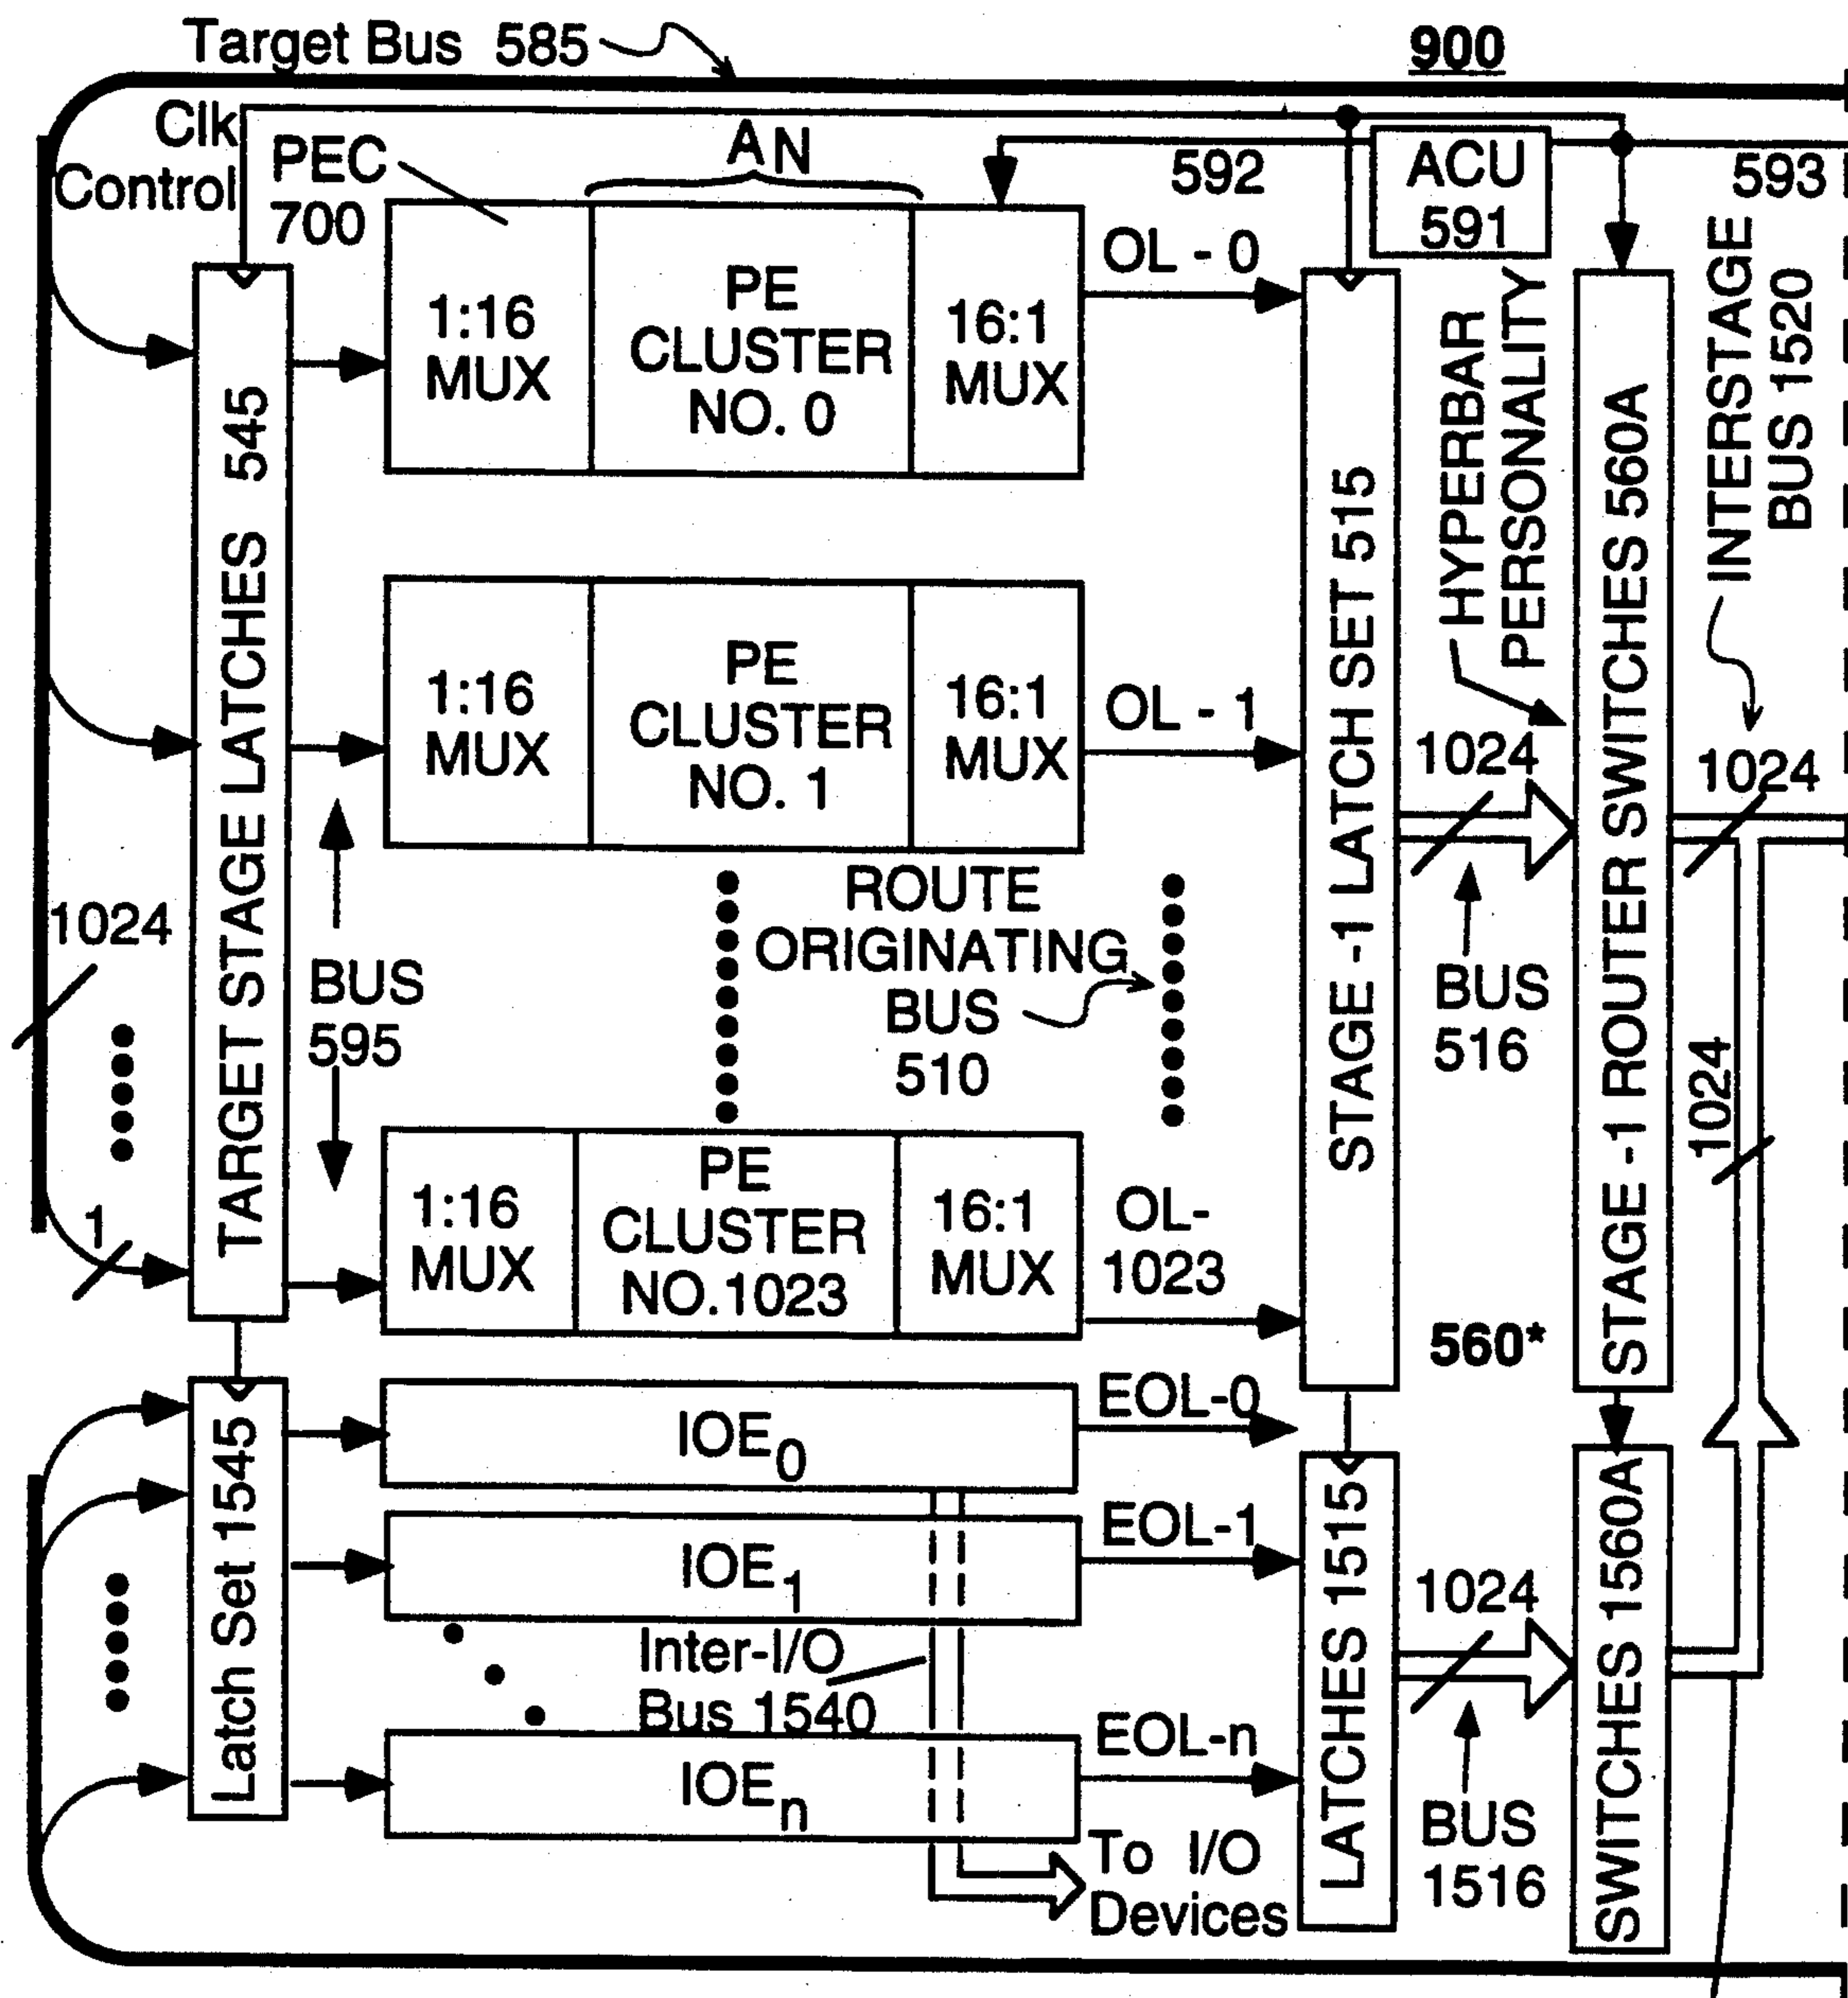 Target Bus 585
900
Clk
Control
PEC
700
AN
592
ACU
591
593
1:16
MUX
PE
CLUSTER
NO. 0
16:1
MUX
OL - 0
TARGET STAGE LATCHES 545
STAGE -1 LATCH SET 515
HYPERBAR
PERSONALITY
STAGE -1 ROUTER SWITCHES 560A
INTERSTAGE
BUS 1520
1:16
MUX
PE
CLUSTER
NO. 1
16:1
MUX
OL - 1
1024
1024
1024
BUS
595
ROUTE
ORIGINATING
BUS
510
BUS
516
1024
1
1:16
MUX
PE
CLUSTER
NO.1023
16:1
MUX
OL-
1023
560*
Latch Set 1545
IOE0
EOL-0
IOE1
EOL-1
Inter-I/O
Bus 1540
IOEn
EOL-n
To I/O
Devices
LATCHES 1515
1024
BUS
1516
SWITCHES 1560A